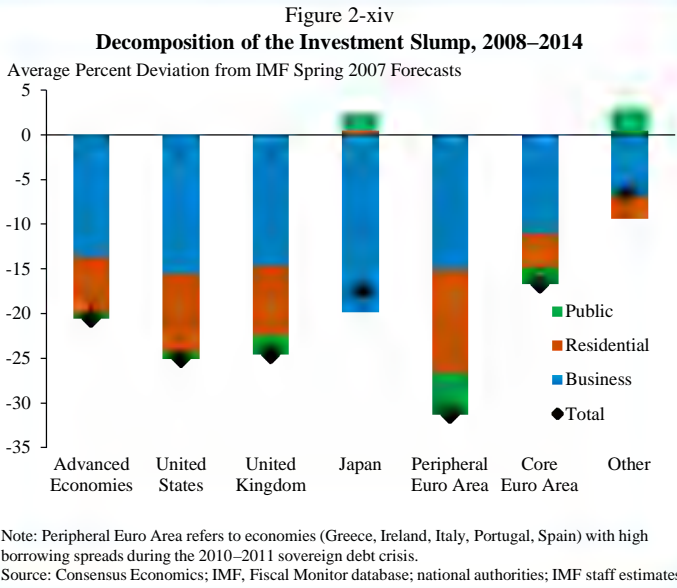 Figure 2-xiv
Decomposition of the Investment Slump, 2008–2014
Average Percent Deviation from IMF Spring 2007 Forecasts
5
0
-5
-10
-15
-20
-25
-30
-35
Public
Residential
Business
Total
Advanced Economies
United States
United Kingdom
Japan
Peripheral Euro Area
Core Euro Area
Other
Note: Peripheral Euro Area refers to economies (Greece, Ireland, Italy, Portugal, Spain) with high
borrowing spreads during the 2010–2011 sovereign debt crisis.
Source: Consensus Economics; IMF, Fiscal Monitor database; national authorities; IMF staff estimates